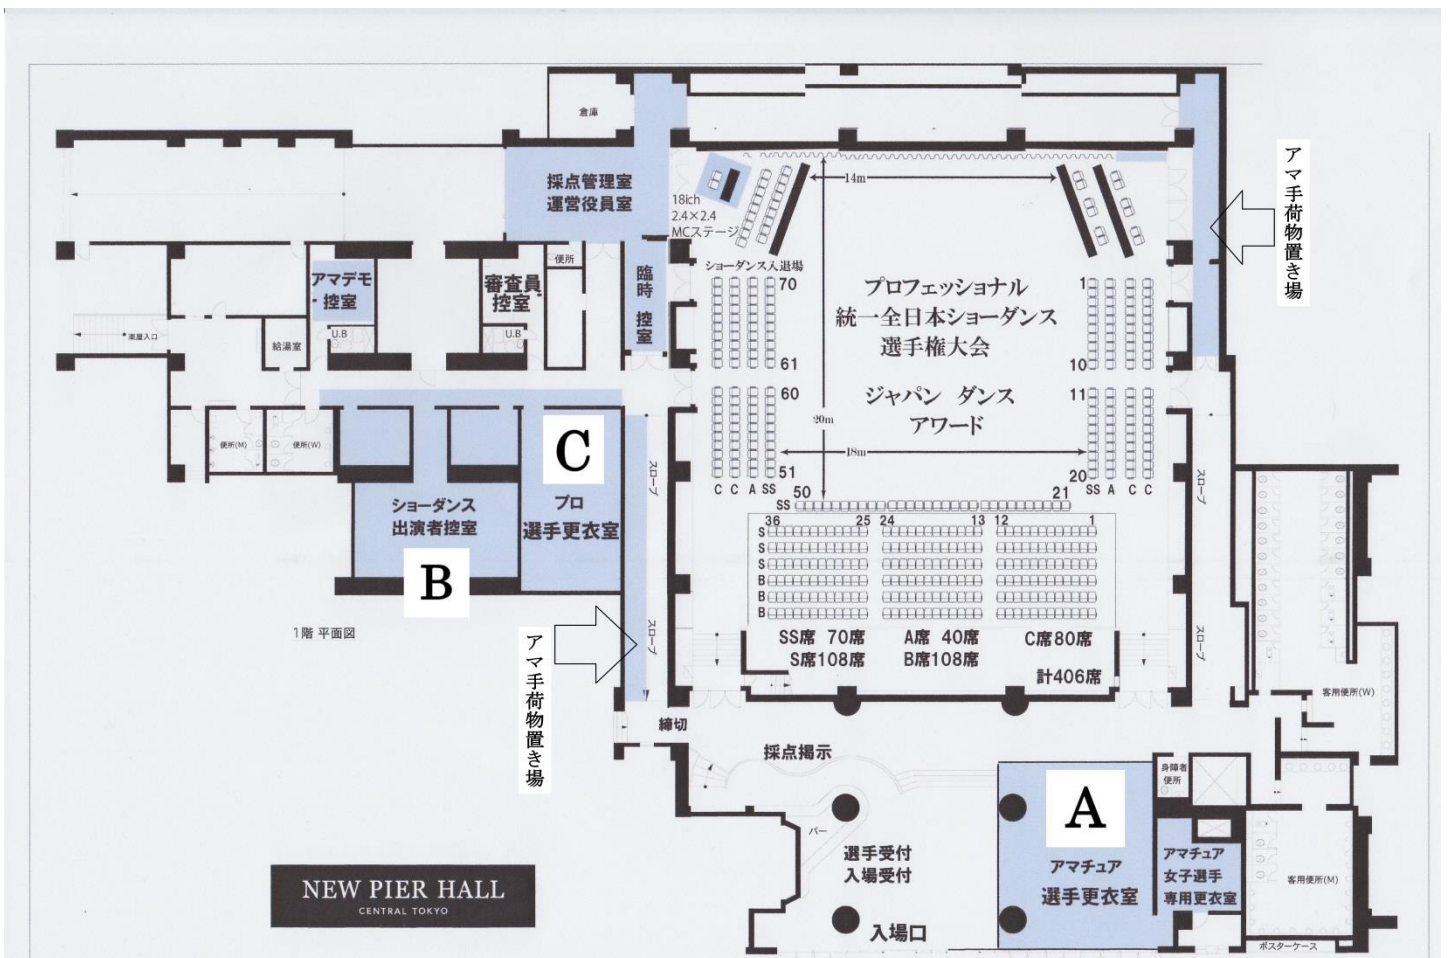 倉庫
採点管理室
運営役員室
18ich
2.4×2.4
MCステージ
14m
アマ手荷物置き場
アマデモ
控室
審査員
控室
便所
臨時 控室
ショーダンス入退場
70
1
プロフェッショナル
統一全日本ショーダンス
選手権大会
U.B
U.B
楽屋入口
給湯室
61
10
60
11
ジャパン ダンス
アワード
20m
便所(M)
便所(W)
C
スロープ
18m
51
20
スロープ
C C A SS
SS A C C
50
21
SS
ショーダンス
出演者控室
プロ
選手更衣室
36 25 24 13 12 1
S
S
S
B
B
B
B
1階 平面図
アマ手荷物置き場
スロープ
スロープ
SS席 70席
A席 40席
C席80席
S席108席
B席108席
計406席
客用便所(W)
締切
採点掲示
身障者
便所
A
バー
選手受付
入場受付
アマチュア
選手更衣室
アマチュア
女子選手
専用更衣室
客用便所(M)
入場口
ポスターケース
NEW PIER HALL
CENTRAL TOKYO